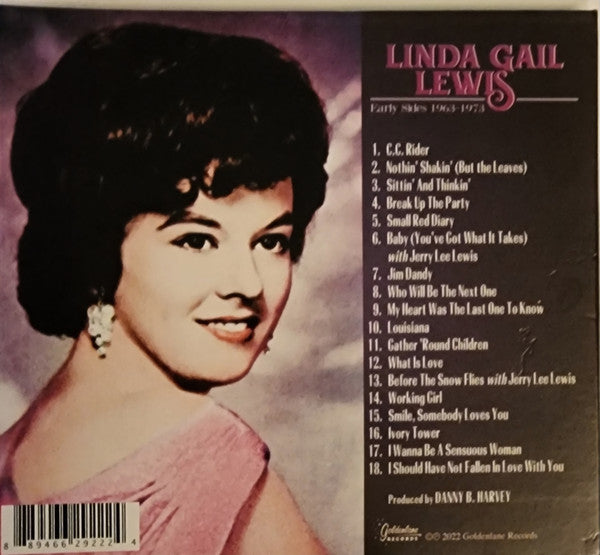 LINDA GAIL
LEWIS
Early Sides 1963-1973
1. C.C. Rider
2. Nothin' Shakin' (But the Leaves)
3. Sittin' And Thinkin'
4. Break Up The Party
5. Small Red Diary
6. Baby (You've Got What It Takes)
with Jerry Lee Lewis
7. Jim Dandy
8. Who Will Be The Next One
9. My Heart Was The Last One To Know
10. Louisiana
11. Gather 'Round Children
12. What Is Love
13. Before The Snow Flies with Jerry Lee Lewis
14. Working Girl
15. Smile, Somebody Loves You
16. Ivory Tower
17. I Wanna Be A Sensuous Woman
18. I Should Have Not Fallen In Love With You
Produced by DANNY B. HARVEY
Goldenlane
RECORDS
©℗ 2022 Goldenlane Records
8 89466 29222 4